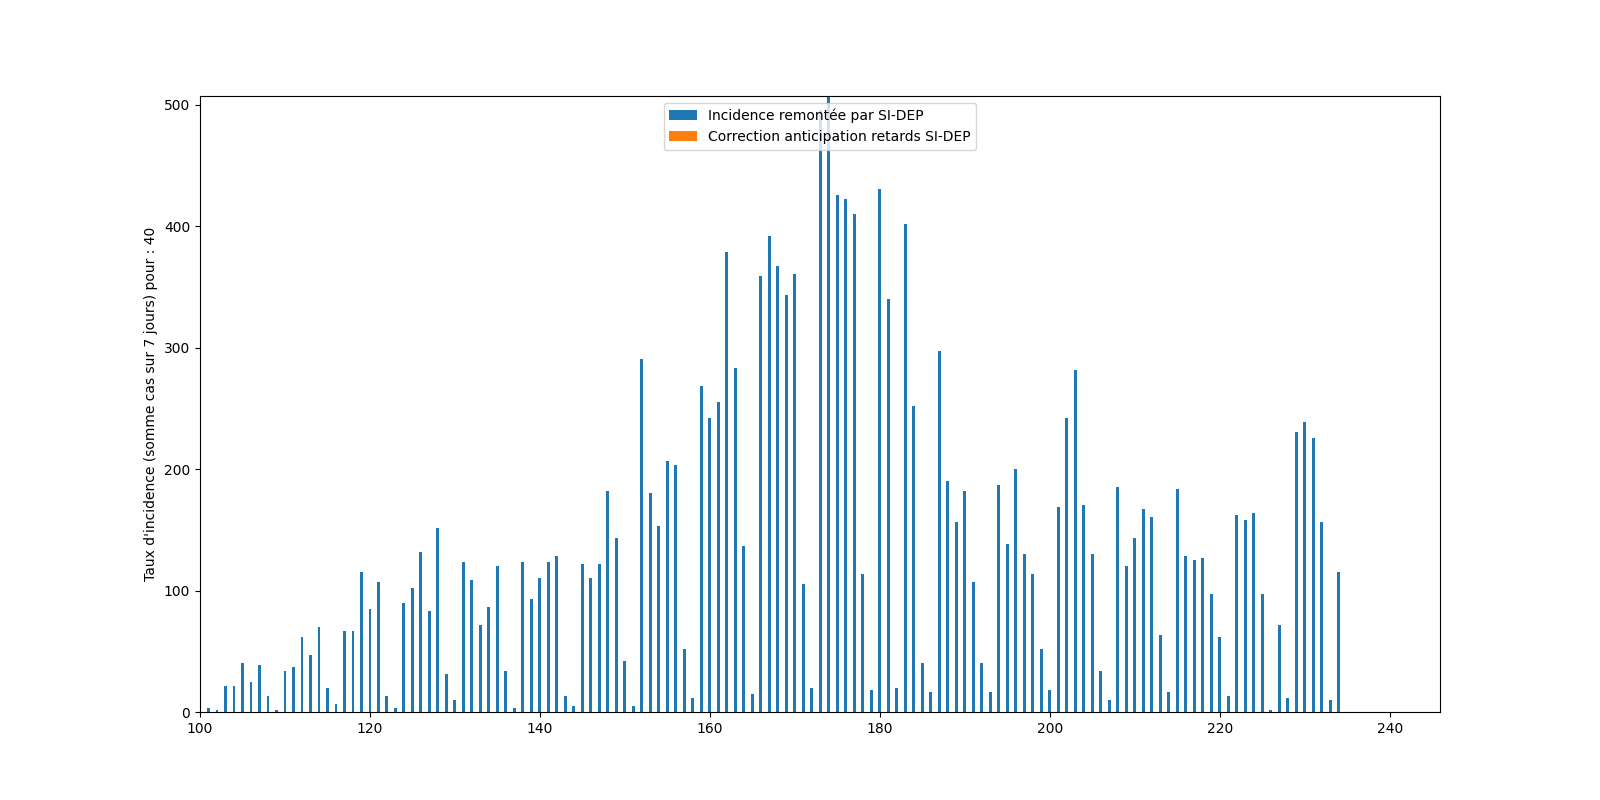 Incidence remontée par SI-DEP
Correction anticipation retards SI-DEP
Taux d'incidence (somme cas sur 7 jours) pour : 40
500
400
300
200
100
0
100 120 140 160 180 200 220 240